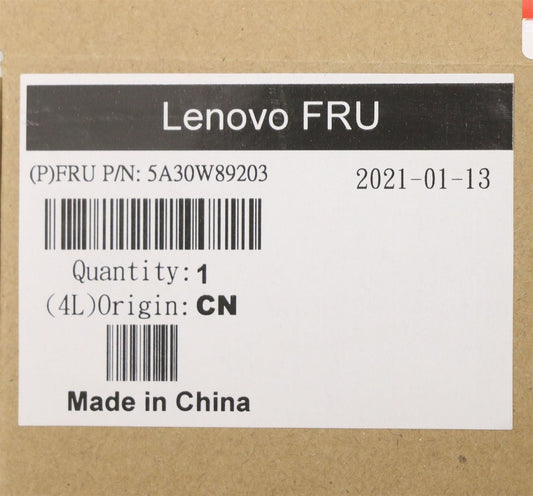 Lenovo FRU
(P)FRU P/N: 5A30W89203
2021-01-13
Quantity: 1
(4L)Origin: CN
Made in China